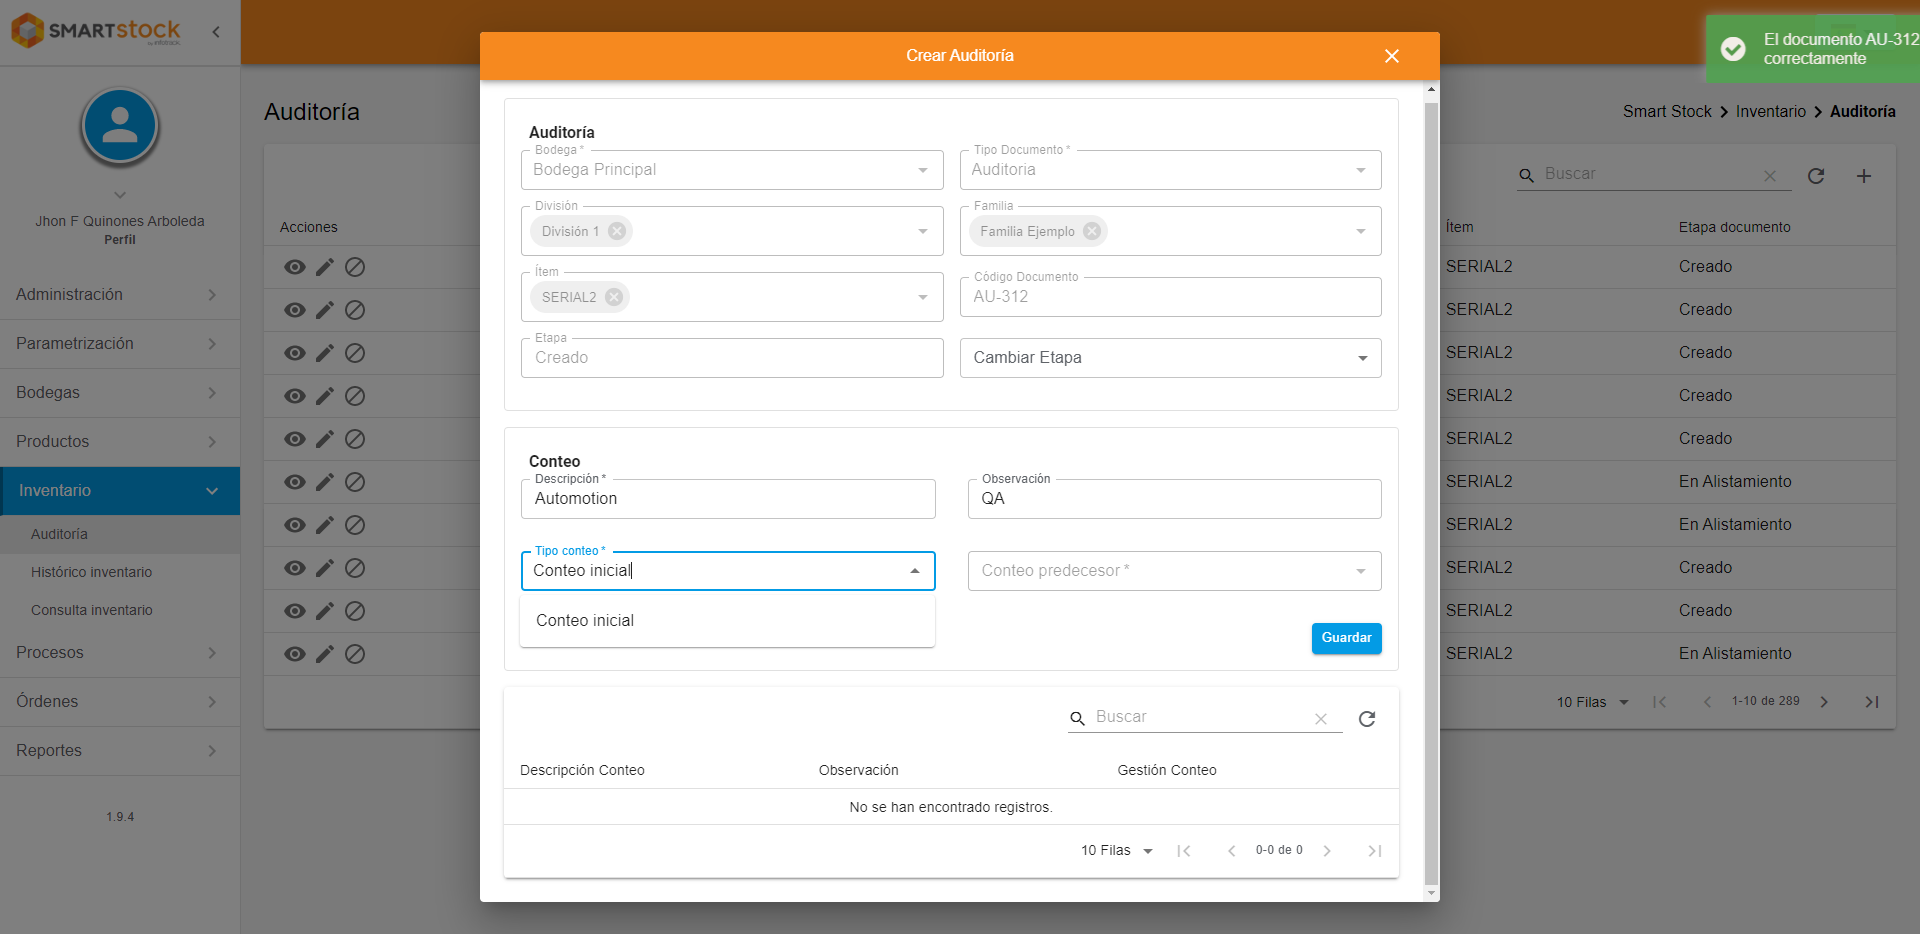 SMARTSTOCK
Jhon F Quinones Arboleda
Perfil
Administración
Parametrización
Bodegas
Productos
Inventario
Auditoría
Histórico inventario
Consulta inventario
Procesos
Órdenes
Reportes
1.9.4
Auditoría
Smart Stock Inventario Auditoría
Buscar
Acciones Ítem Etapa documento
SERIAL2 Creado
SERIAL2 Creado
SERIAL2 Creado
SERIAL2 Creado
SERIAL2 Creado
SERIAL2 En Alistamiento
SERIAL2 En Alistamiento
SERIAL2 Creado
SERIAL2 Creado
SERIAL2 En Alistamiento
10 Filas 1-10 de 289
El documento AU-312
correctamente
Crear Auditoría
Auditoría
Bodega * Tipo Documento *
Bodega Principal Auditoria
División Familia
División 1 Familia Ejemplo
Ítem Código Documento
SERIAL2 AU-312
Etapa
Creado Cambiar Etapa
Conteo
Descripción * Observación
Automotion QA
Tipo conteo *
Conteo inicial Conteo predecesor *
Conteo inicial
Guardar
Buscar
Descripción Conteo Observación Gestión Conteo
No se han encontrado registros.
10 Filas 0-0 de 0